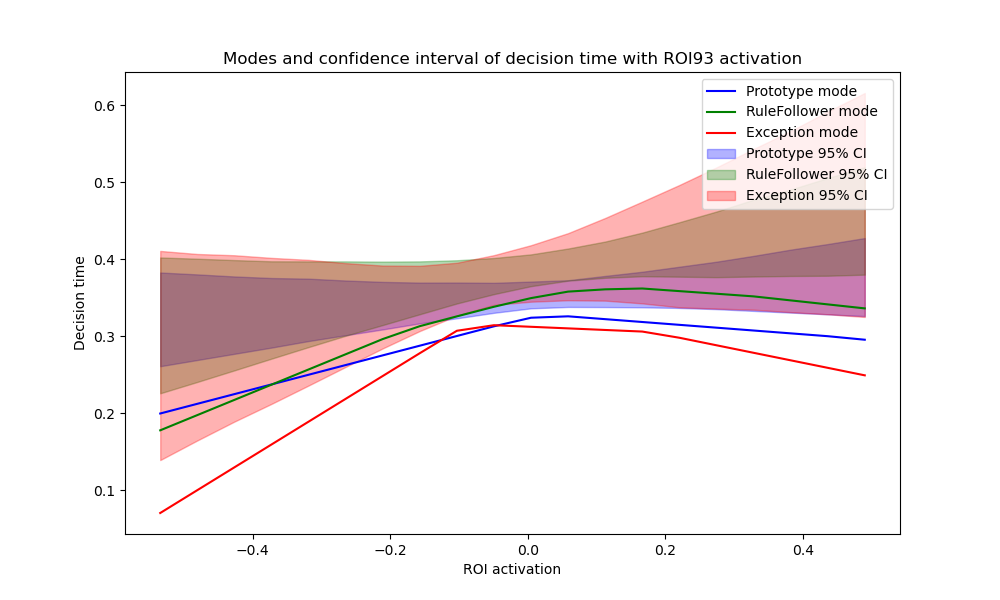 Modes and confidence interval of decision time with ROI93 activation
Prototype mode
RuleFollower mode
Exception mode
Prototype 95% CI
RuleFollower 95% CI
Exception 95% CI
Decision time
0.6
0.5
0.4
0.3
0.2
0.1
−0.4 −0.2 0.0 0.2 0.4
ROI activation